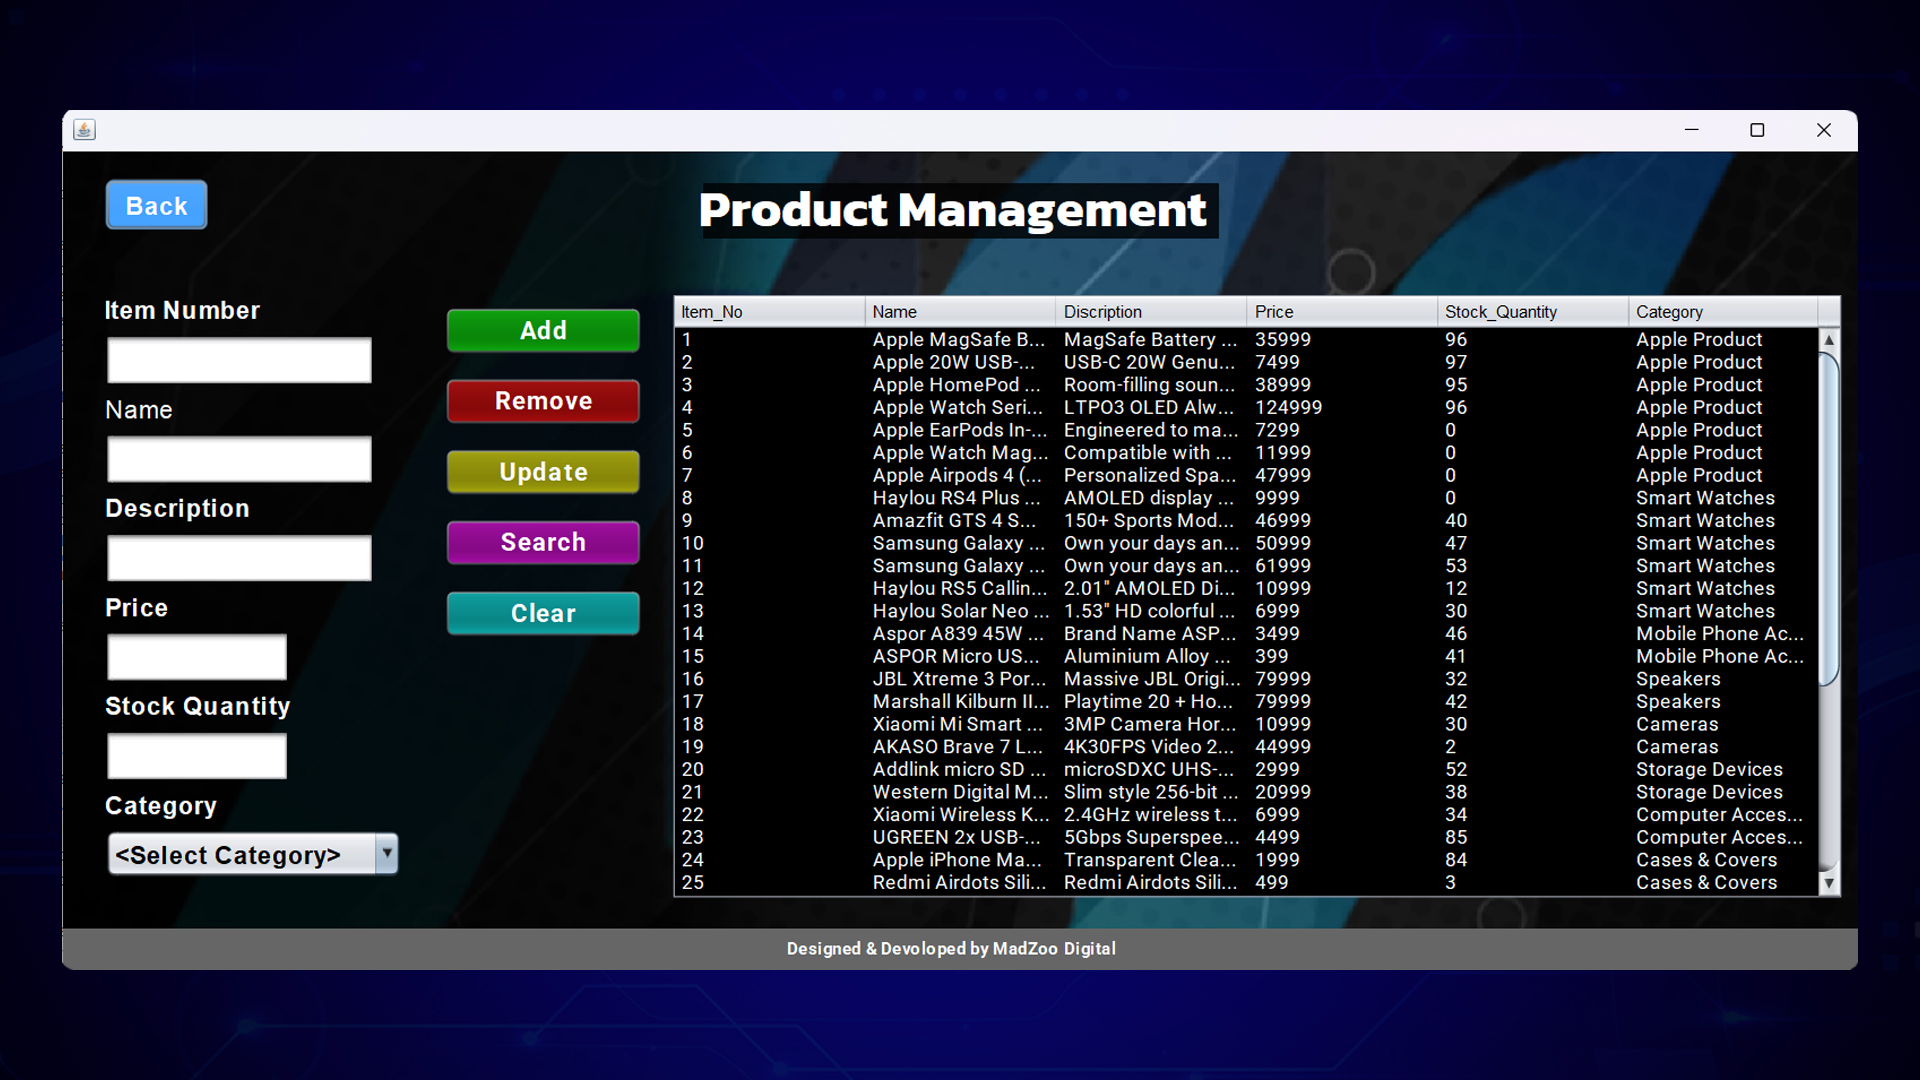 Back
Product Management
Item Number
Name
Description
Price
Stock Quantity
Category
<Select Category>
Add
Remove
Update
Search
Clear
Item_No Name Discription Price Stock_Quantity Category
1 Apple MagSafe B... MagSafe Battery ... 35999 96 Apple Product
2 Apple 20W USB-... USB-C 20W Genu... 7499 97 Apple Product
3 Apple HomePod ... Room-filling soun... 38999 95 Apple Product
4 Apple Watch Seri... LTPO3 OLED Alw... 124999 96 Apple Product
5 Apple EarPods In-... Engineered to ma... 7299 0 Apple Product
6 Apple Watch Mag... Compatible with ... 11999 0 Apple Product
7 Apple Airpods 4 (... Personalized Spa... 47999 0 Apple Product
8 Haylou RS4 Plus ... AMOLED display ... 9999 0 Smart Watches
9 Amazfit GTS 4 S... 150+ Sports Mod... 46999 40 Smart Watches
10 Samsung Galaxy ... Own your days an... 50999 47 Smart Watches
11 Samsung Galaxy ... Own your days an... 61999 53 Smart Watches
12 Haylou RS5 Callin... 2.01" AMOLED Di... 10999 12 Smart Watches
13 Haylou Solar Neo ... 1.53" HD colorful ... 6999 30 Smart Watches
14 Aspor A839 45W ... Brand Name ASP... 3499 46 Mobile Phone Ac...
15 ASPOR Micro US... Aluminium Alloy ... 399 41 Mobile Phone Ac...
16 JBL Xtreme 3 Por... Massive JBL Origi... 79999 32 Speakers
17 Marshall Kilburn II... Playtime 20 + Ho... 79999 42 Speakers
18 Xiaomi Mi Smart ... 3MP Camera Hor... 10999 30 Cameras
19 AKASO Brave 7 L... 4K30FPS Video 2... 44999 2 Cameras
20 Addlink micro SD ... microSDXC UHS-... 2999 52 Storage Devices
21 Western Digital M... Slim style 256-bit ... 20999 38 Storage Devices
22 Xiaomi Wireless K... 2.4GHz wireless t... 6999 34 Computer Acces...
23 UGREEN 2x USB-... 5Gbps Superspee... 4499 85 Computer Acces...
24 Apple iPhone Ma... Transparent Clea... 1999 84 Cases & Covers
25 Redmi Airdots Sili... Redmi Airdots Sili... 499 3 Cases & Covers
Designed & Devoloped by MadZoo Digital